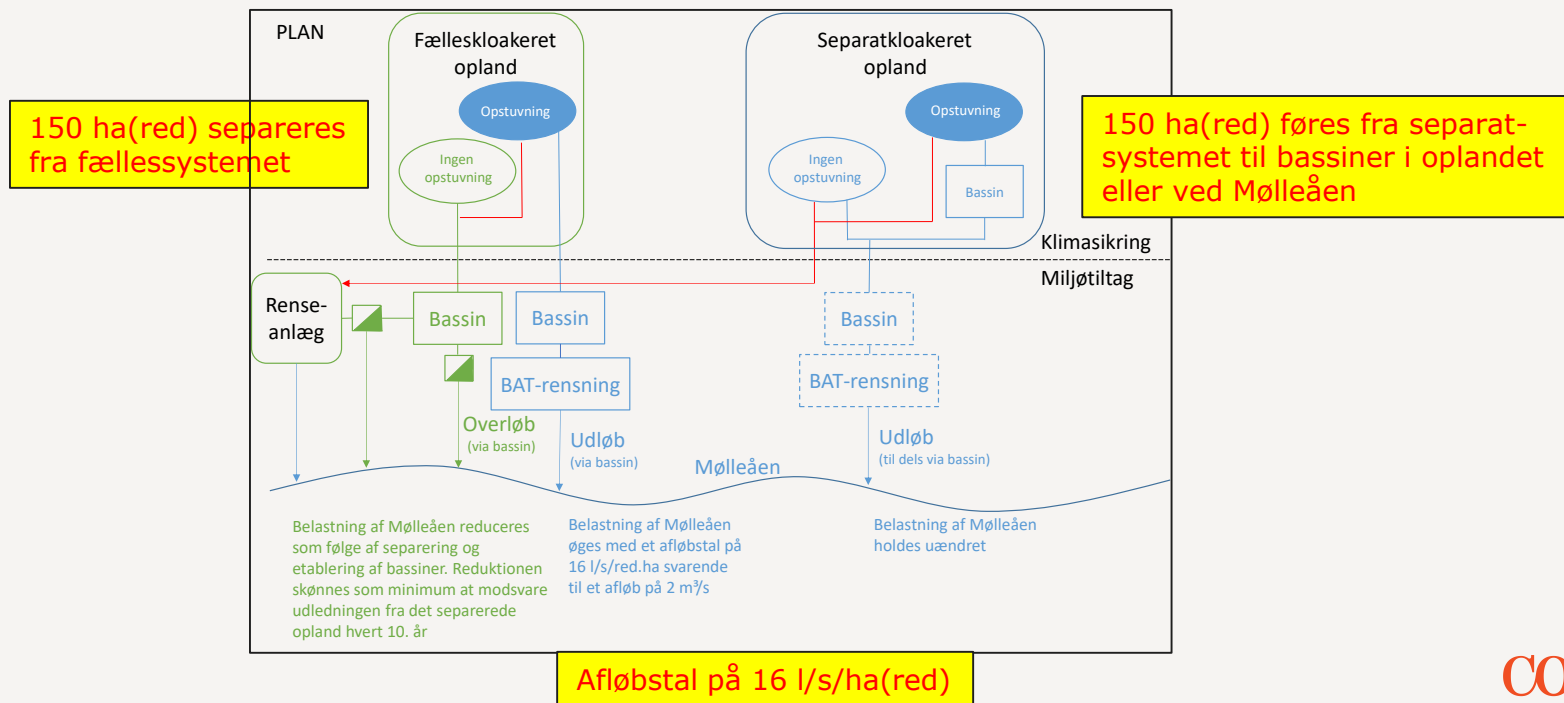 PLAN
Fælleskloakeret
opland
Opstuvning
Ingen
opstuvning
Separatkloakeret
opland
Opstuvning
Ingen
opstuvning
Bassin
150 ha(red) separeres
fra fællessystemet
150 ha(red) føres fra separat-
systemet til bassiner i oplandet
eller ved Mølleåen
Klimasikring
Miljøtiltag
Rense-
anlæg
Bassin
Bassin
BAT-rensning
Bassin
BAT-rensning
Overløb
(via bassin)
Udløb
(via bassin)
Udløb
(til dels via bassin)
Mølleåen
Belastning af Mølleåen reduceres
som følge af separering og
etablering af bassiner. Reduktionen
skønnes som minimum at modsvare
udledningen fra det separerede
opland hvert 10. år
Belastning af Mølleåen
øges med et afløbstal på
16 l/s/red.ha svarende
til et afløb på 2 m³/s
Belastning af Mølleåen
holdes uændret
Afløbstal på 16 l/s/ha(red)
CO